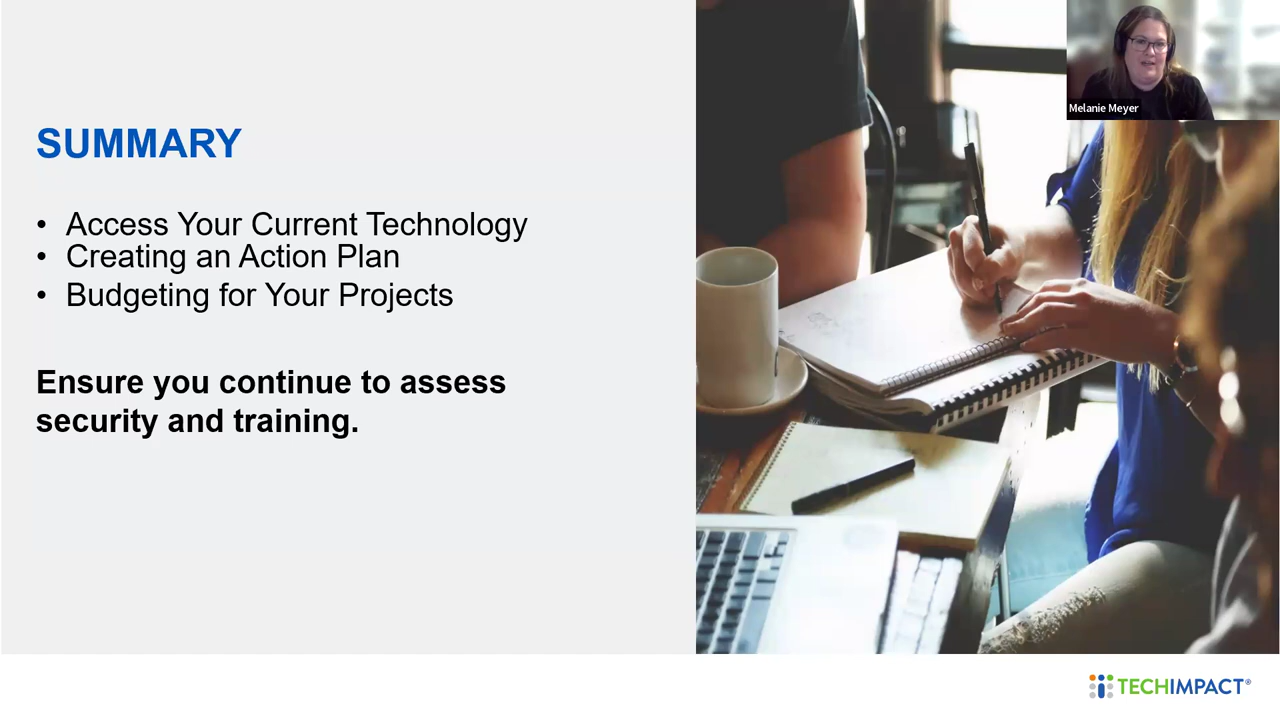 Melanie Meyer
SUMMARY
• Access Your Current Technology
• Creating an Action Plan
• Budgeting for Your Projects
Ensure you continue to assess
security and training.
TECHIMPACT®